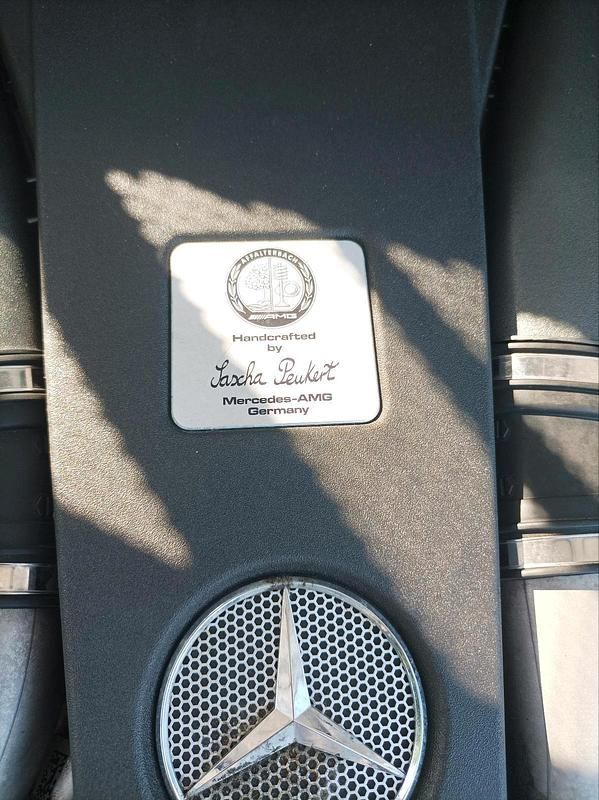 AFFALTERBACH
AMG
Handcrafted
by
Sascha Peukert
Mercedes-AMG
Germany